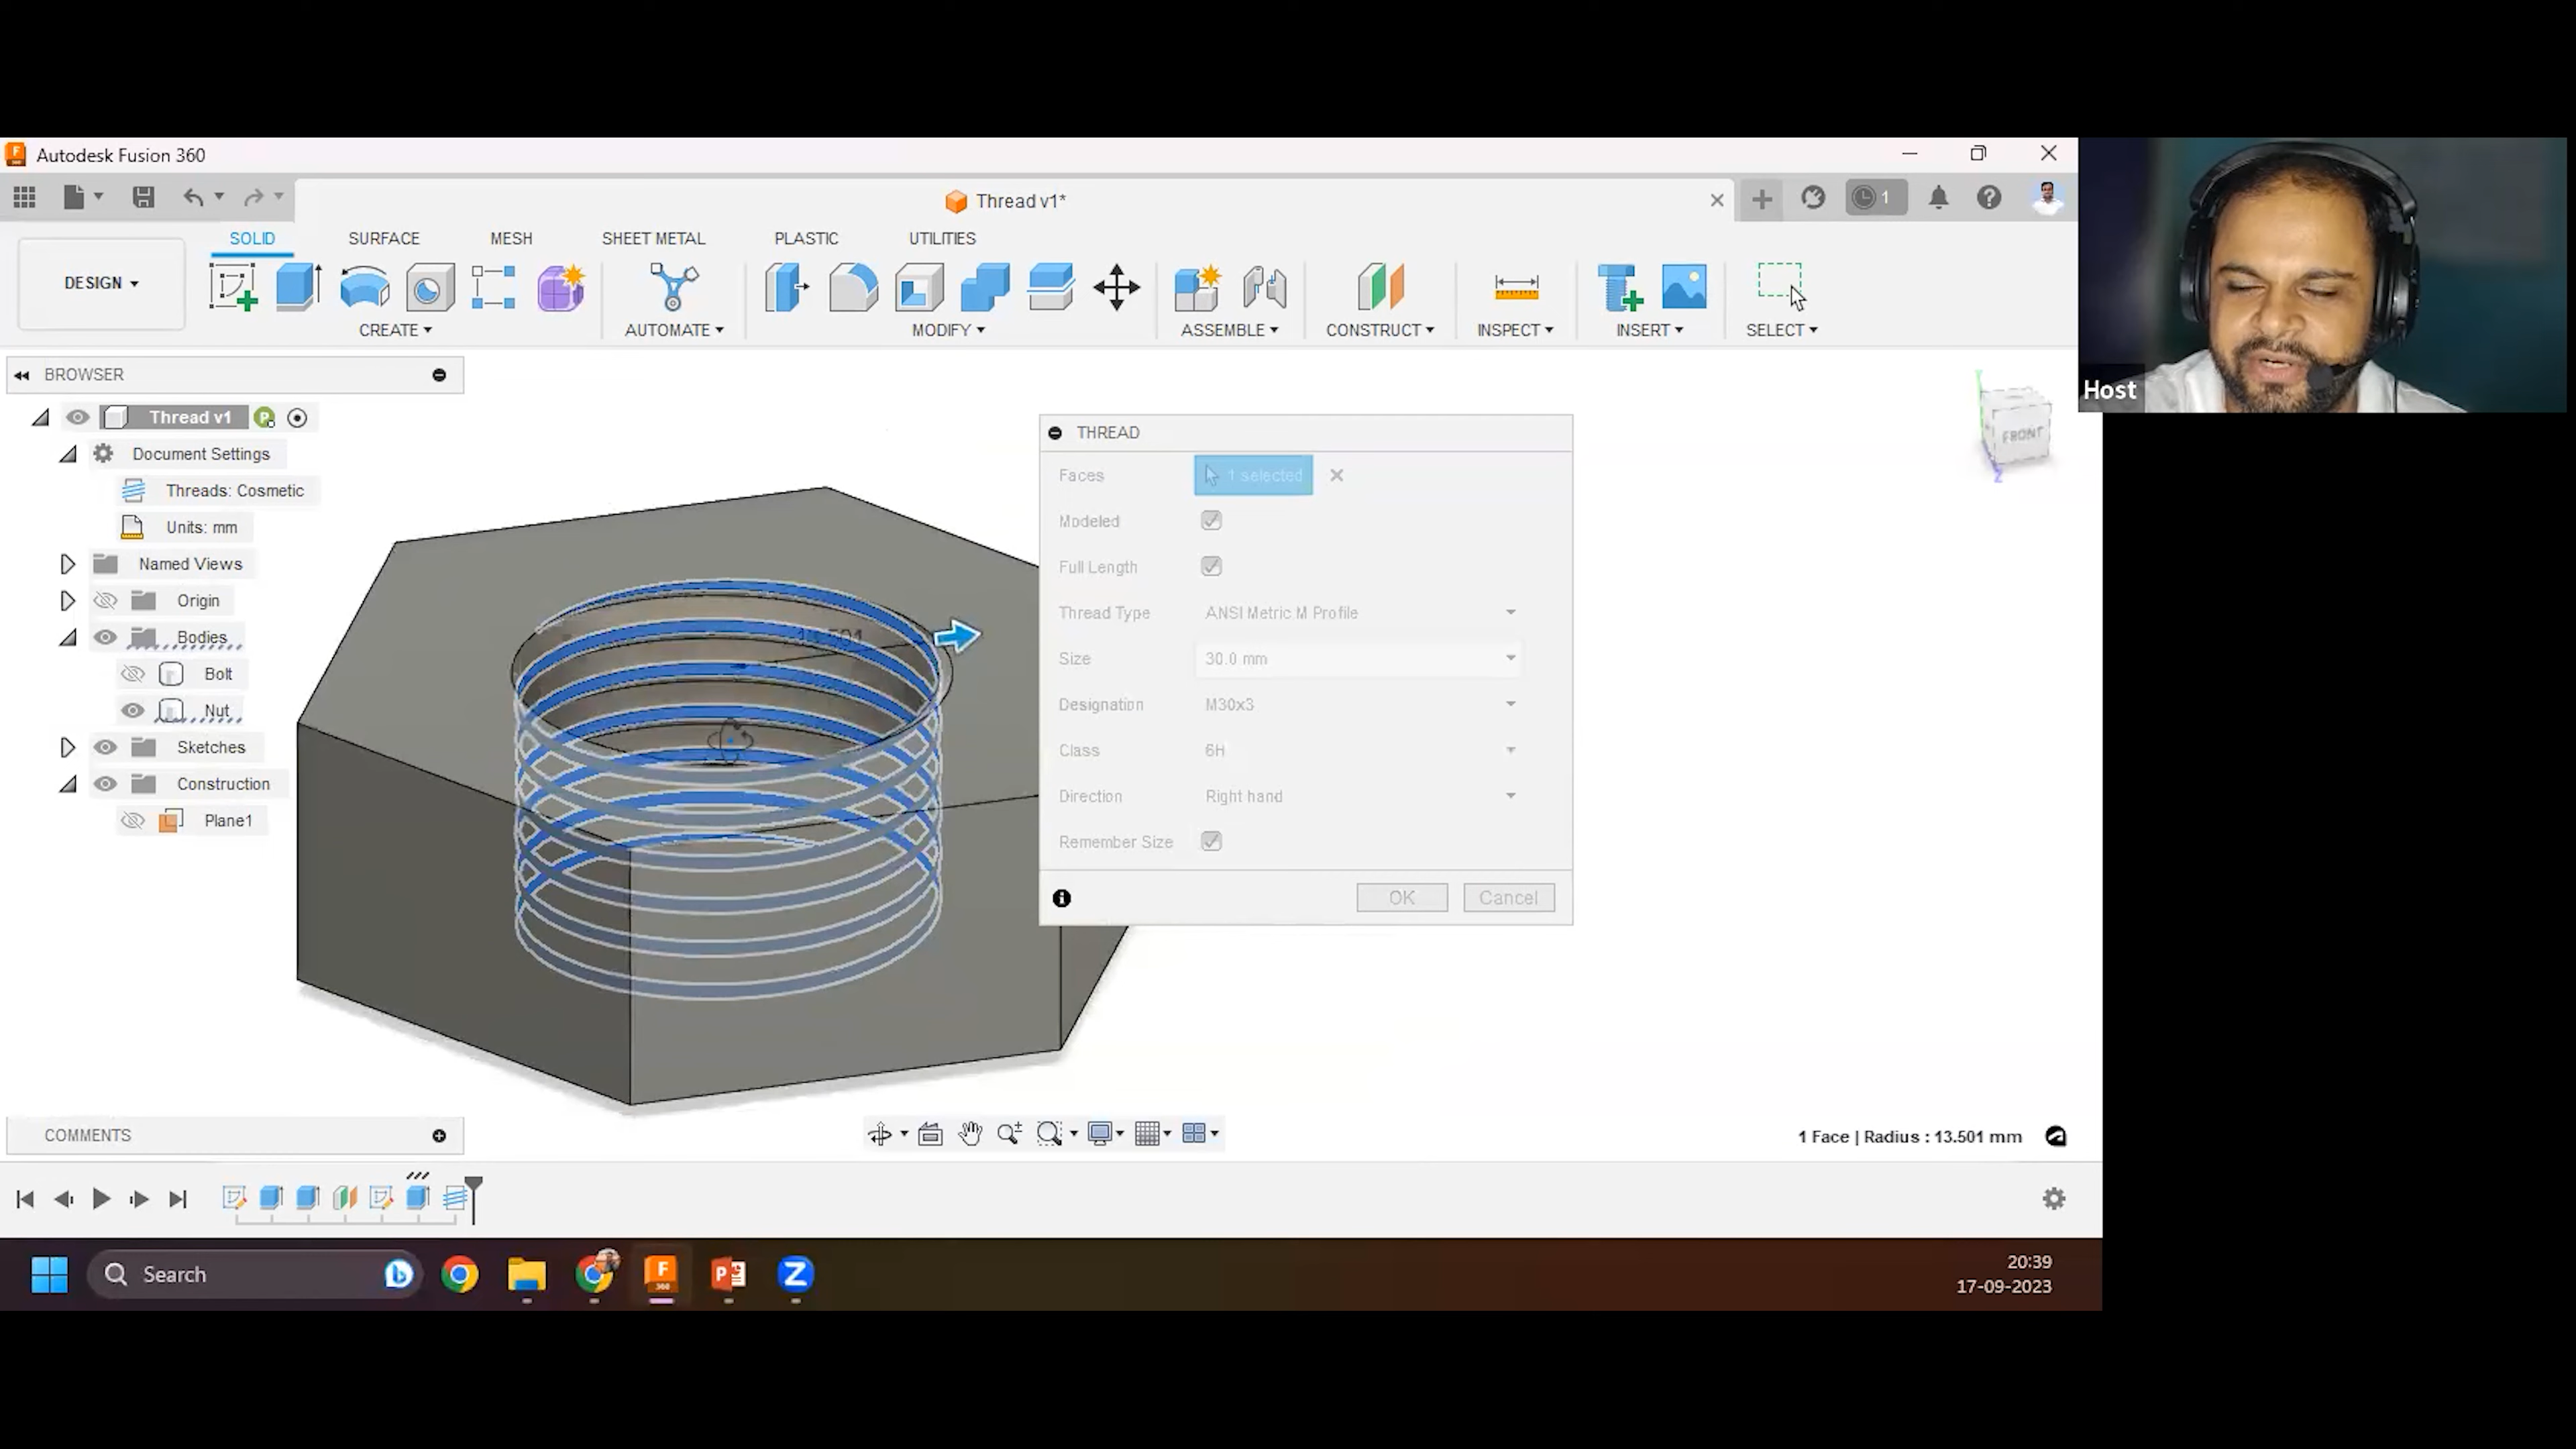 Autodesk Fusion 360
Thread v1*
1
SOLID SURFACE MESH SHEET METAL PLASTIC UTILITIES
DESIGN
CREATE AUTOMATE MODIFY ASSEMBLE CONSTRUCT INSPECT INSERT SELECT
Host
BROWSER
Thread v1
Document Settings
Threads: Cosmetic
Units: mm
Named Views
Origin
Bodies
Bolt
Nut
Sketches
Construction
Plane1
FRONT
Z
THREAD
Faces 1 selected
Modeled
Full Length
Thread Type ANSI Metric M Profile
Size 30.0 mm
Designation M30x3
Class 6H
Direction Right hand
Remember Size
OK Cancel
COMMENTS
1 Face | Radius : 13.501 mm
Search
20:39
17-09-2023